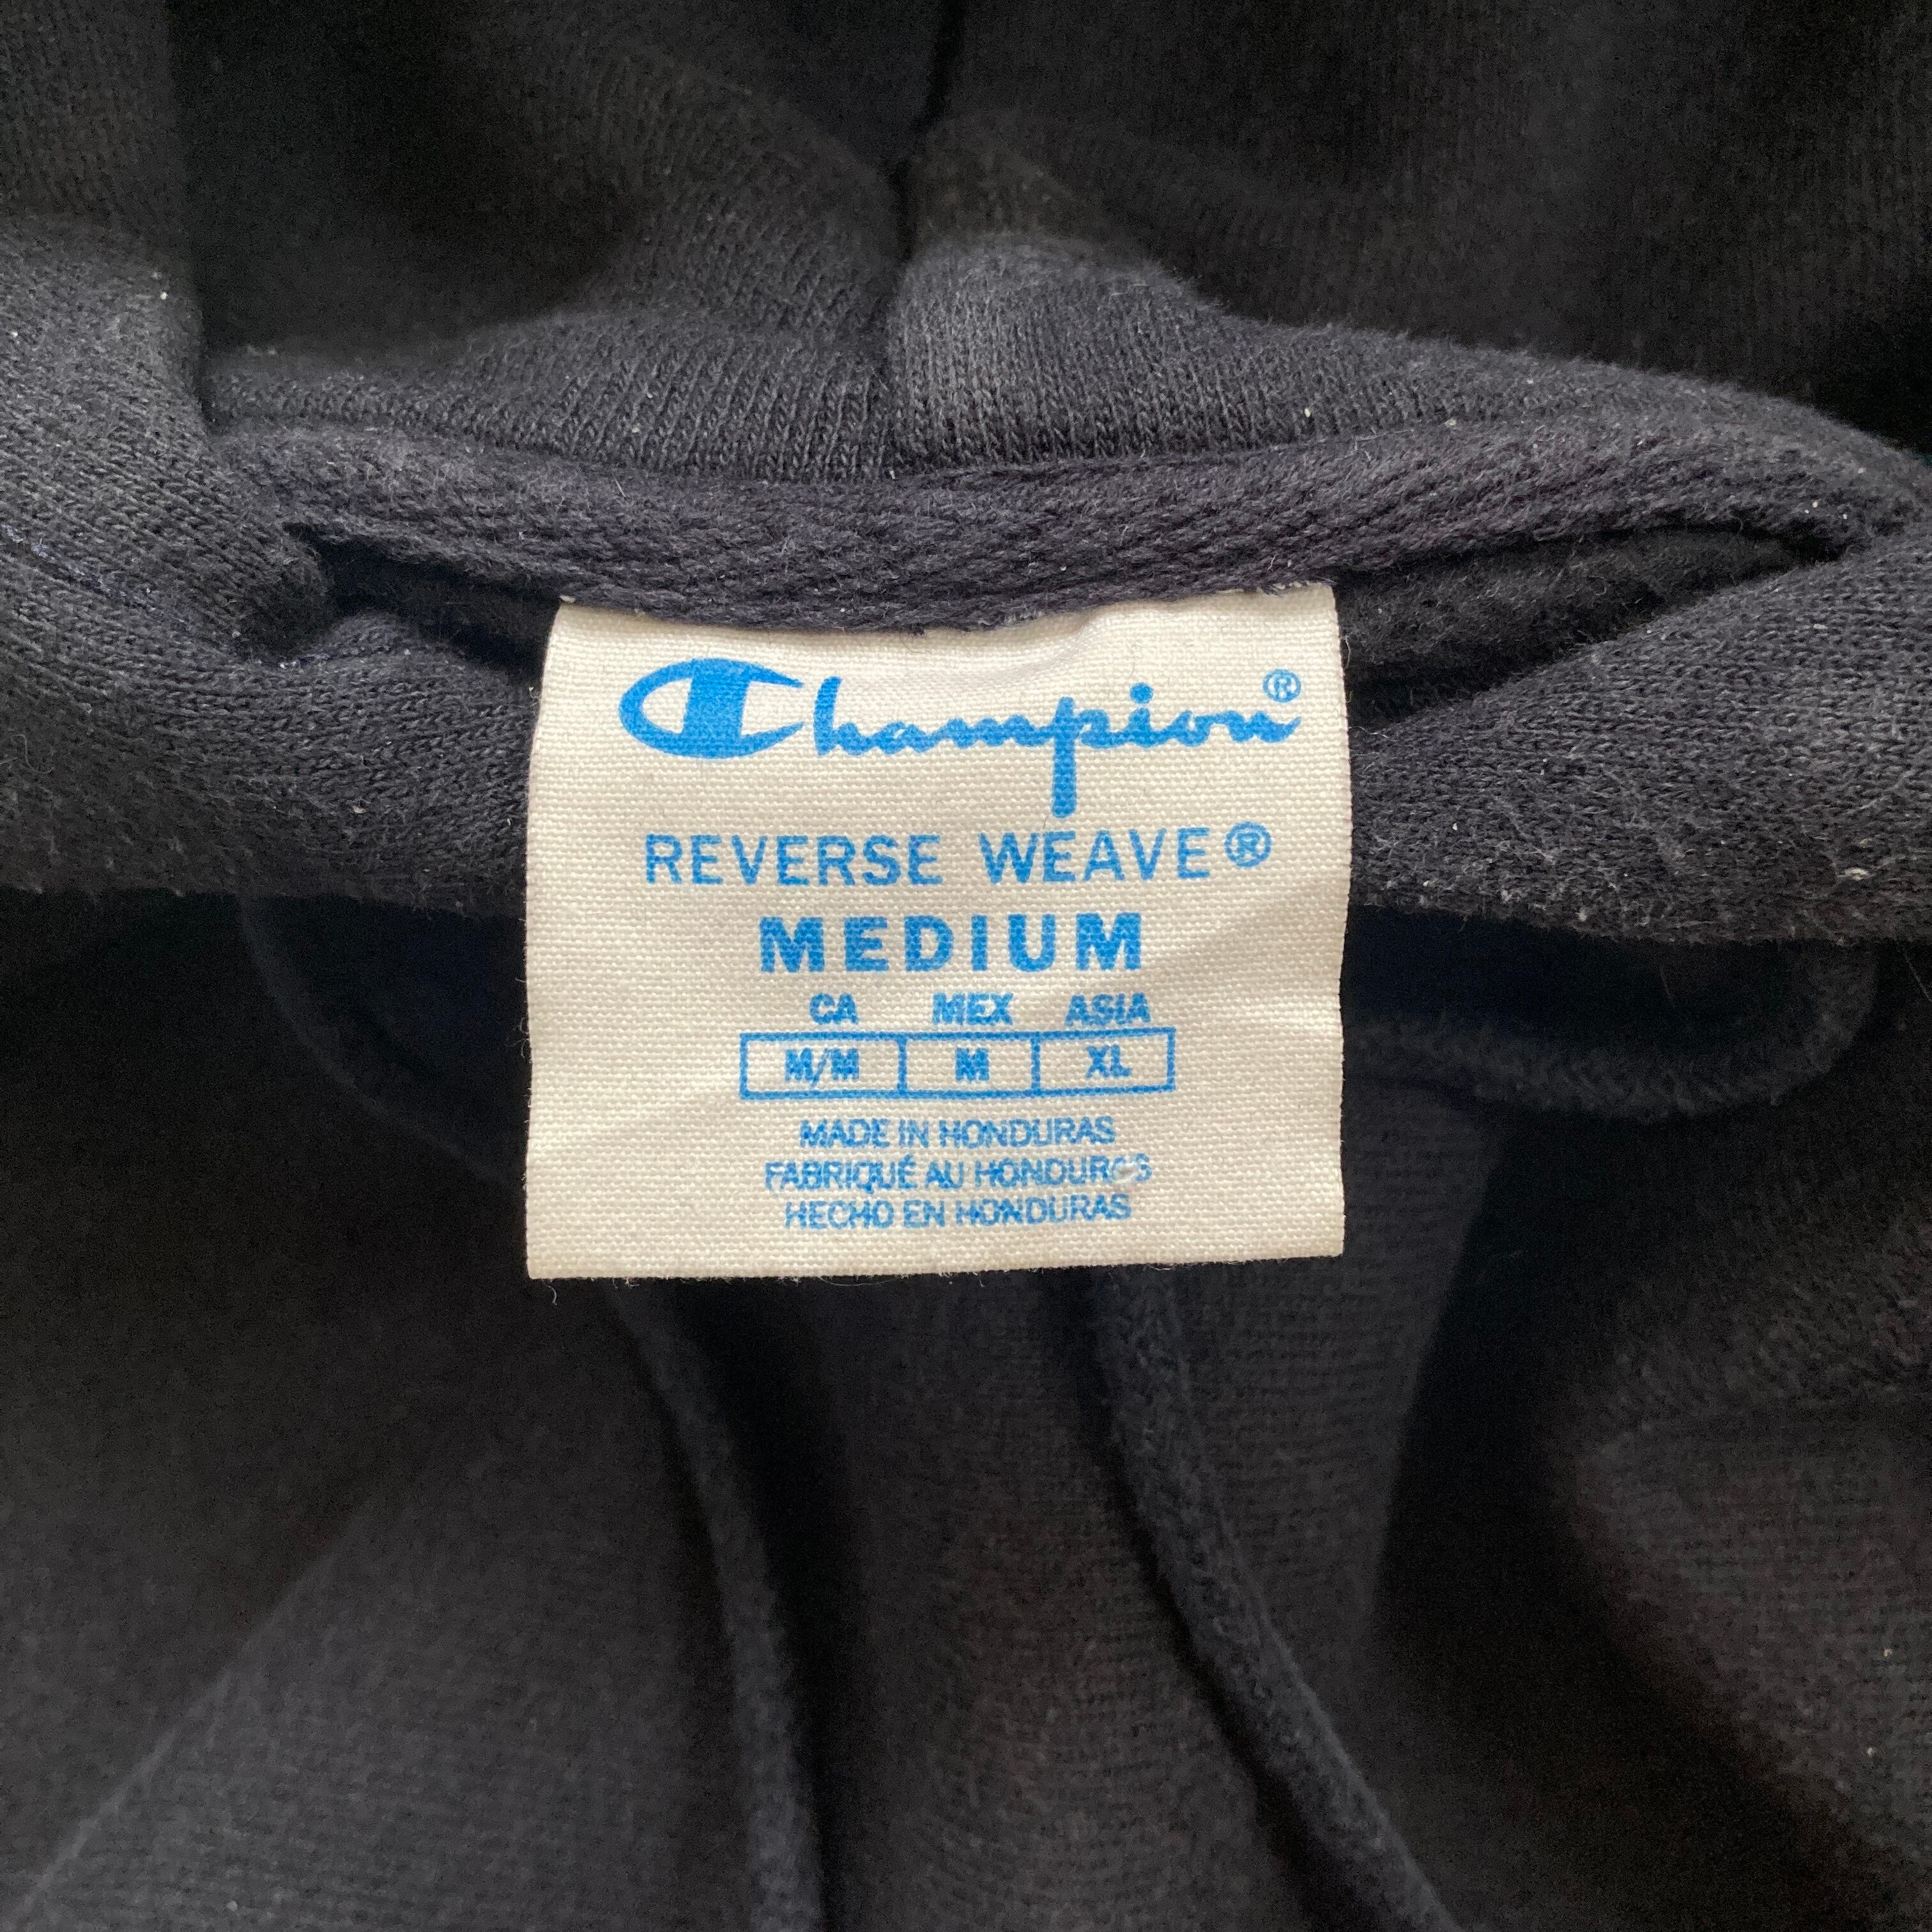 Champion®
REVERSE WEAVE®
MEDIUM
CA MEX ASIA
M/M M XL
MADE IN HONDURAS
FABRIQUÉ AU HONDURAS
HECHO EN HONDURAS